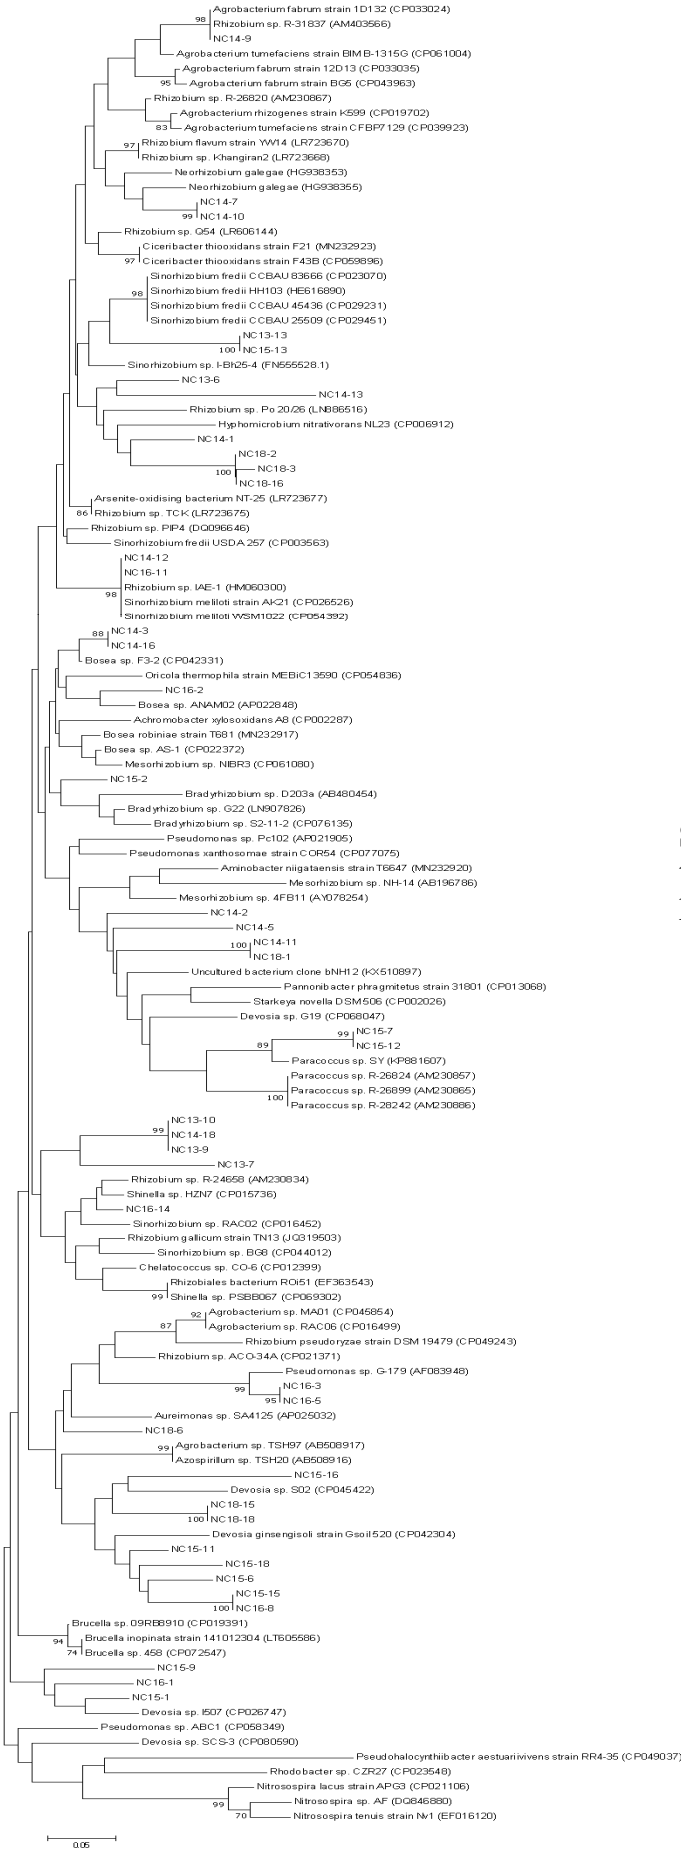 Agrobacterium fabrum strain 1D132 (CP033024)
98
Rhizobium sp. R-31837 (AM403566)
NC14-9
Agrobacterium tumefaciens strain BIM B-1315G (CP061004)
Agrobacterium fabrum strain 12D13 (CP033035)
95
Agrobacterium fabrum strain BG5 (CP043963)
Rhizobium sp. R-26820 (AM230867)
Agrobacterium rhizogenes strain K599 (CP019702)
83
Agrobacterium tumefaciens strain CFBP7129 (CP039923)
97
Rhizobium flavum strain YW14 (LR723670)
Rhizobium sp. Khangiran2 (LR723668)
Neorhizobium galegae (HG938353)
Neorhizobium galegae (HG938355)
NC14-7
99
NC14-10
Rhizobium sp. Q54 (LR606144)
Ciceribacter thiooxidans strain F21 (MN232923)
97
Ciceribacter thiooxidans strain F43B (CP059896)
Sinorhizobium fredii CCBAU 83666 (CP023070)
98
Sinorhizobium fredii HH103 (HE616890)
Sinorhizobium fredii CCBAU 45436 (CP029231)
Sinorhizobium fredii CCBAU 25509 (CP029451)
NC13-13
100
NC15-13
Sinorhizobium sp. I-Bh25-4 (FN555528.1)
NC13-6
NC14-13
Rhizobium sp. Po 20/26 (LN886516)
Hyphomicrobium nitrativorans NL23 (CP006912)
NC14-1
NC18-2
100
NC18-3
NC18-16
Arsenite-oxidising bacterium NT-25 (LR723677)
86
Rhizobium sp. TCK (LR723675)
Rhizobium sp. PIP4 (DQ096646)
Sinorhizobium fredii USDA 257 (CP003563)
NC14-12
NC16-11
98
Rhizobium sp. IAE-1 (HM060300)
Sinorhizobium meliloti strain AK21 (CP026526)
Sinorhizobium meliloti WSM1022 (CP054392)
88
NC14-3
NC14-16
Bosea sp. F3-2 (CP042331)
Oricola thermophila strain MEBiC13590 (CP054836)
NC16-2
Bosea sp. ANAM02 (AP022848)
Achromobacter xylosoxidans A8 (CP002287)
Bosea robiniae strain T681 (MN232917)
Bosea sp. AS-1 (CP022372)
Mesorhizobium sp. NIBR3 (CP061080)
NC15-2
Bradyrhizobium sp. D203a (AB480454)
Bradyrhizobium sp. G22 (LN907826)
Bradyrhizobium sp. S2-11-2 (CP076135)
Pseudomonas sp. Pc102 (AP021905)
Pseudomonas xanthosomae strain COR54 (CP077075)
Aminobacter niigataensis strain T6647 (MN232920)
Mesorhizobium sp. NH-14 (AB196786)
Mesorhizobium sp. 4FB11 (AY078254)
NC14-2
NC14-5
100
NC14-11
NC18-1
Uncultured bacterium clone bNH12 (KX510897)
Pannonibacter phragmitetus strain 31801 (CP013068)
Starkeya novella DSM 506 (CP002026)
Devosia sp. G19 (CP068047)
99
NC15-7
89
NC15-12
Paracoccus sp. SY (KP881607)
Paracoccus sp. R-26824 (AM230857)
100
Paracoccus sp. R-26899 (AM230865)
Paracoccus sp. R-28242 (AM230886)
NC13-10
99
NC14-18
NC13-9
NC13-7
Rhizobium sp. R-24658 (AM230834)
Shinella sp. HZN7 (CP015736)
NC16-14
Sinorhizobium sp. RAC02 (CP016452)
Rhizobium gallicum strain TN13 (JQ319503)
Sinorhizobium sp. BG8 (CP044012)
Chelatococcus sp. CO-6 (CP012399)
Rhizobiales bacterium ROi51 (EF363543)
99
Shinella sp. PSBB067 (CP069302)
92
Agrobacterium sp. MA01 (CP045854)
87
Agrobacterium sp. RAC06 (CP016499)
Rhizobium pseudoryzae strain DSM 19479 (CP049243)
Rhizobium sp. ACO-34A (CP021371)
Pseudomonas sp. G-179 (AF083948)
99
NC16-3
95
NC16-5
Aureimonas sp. SA4125 (AP025032)
NC18-6
99
Agrobacterium sp. TSH97 (AB508917)
Azospirillum sp. TSH20 (AB508916)
NC15-16
Devosia sp. S02 (CP045422)
NC18-15
100
NC18-18
Devosia ginsengisoli strain Gsoil 520 (CP042304)
NC15-11
NC15-18
NC15-6
NC15-15
100
NC16-8
Brucella sp. 09RB8910 (CP019391)
94
Brucella inopinata strain 141012304 (LT605586)
74
Brucella sp. 458 (CP072547)
NC15-9
NC16-1
NC15-1
Devosia sp. I507 (CP026747)
Pseudomonas sp. ABC1 (CP058349)
Devosia sp. SCS-3 (CP080590)
Pseudohalocynthiibacter aestuariivivens strain RR4-35 (CP049037)
Rhodobacter sp. CZR27 (CP023548)
Nitrosospira lacus strain APG3 (CP021106)
99
Nitrosospira sp. AF (DQ846880)
70
Nitrosospira tenuis strain Nv1 (EF016120)
0.05